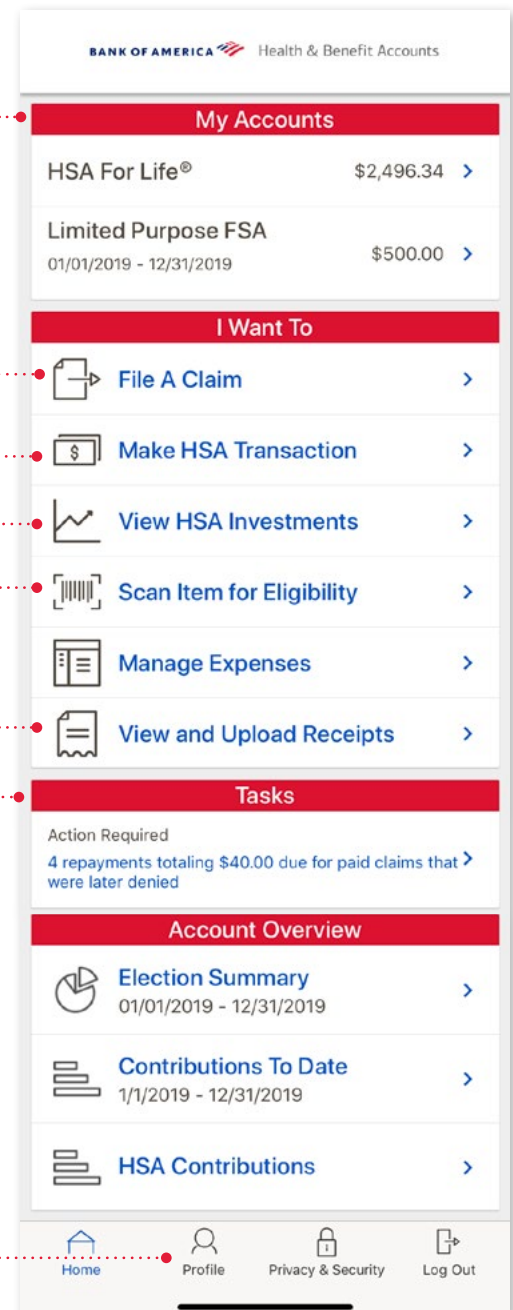 BANK OF AMERICA Health & Benefit Accounts
My Accounts
HSA For Life® $2,496.34
Limited Purpose FSA
01/01/2019 - 12/31/2019 $500.00
I Want To
File A Claim
$ Make HSA Transaction
View HSA Investments
Scan Item for Eligibility
Manage Expenses
View and Upload Receipts
Tasks
Action Required
4 repayments totaling $40.00 due for paid claims that
were later denied
Account Overview
Election Summary
01/01/2019 - 12/31/2019
Contributions To Date
1/1/2019 - 12/31/2019
HSA Contributions
Home Profile Privacy & Security Log Out